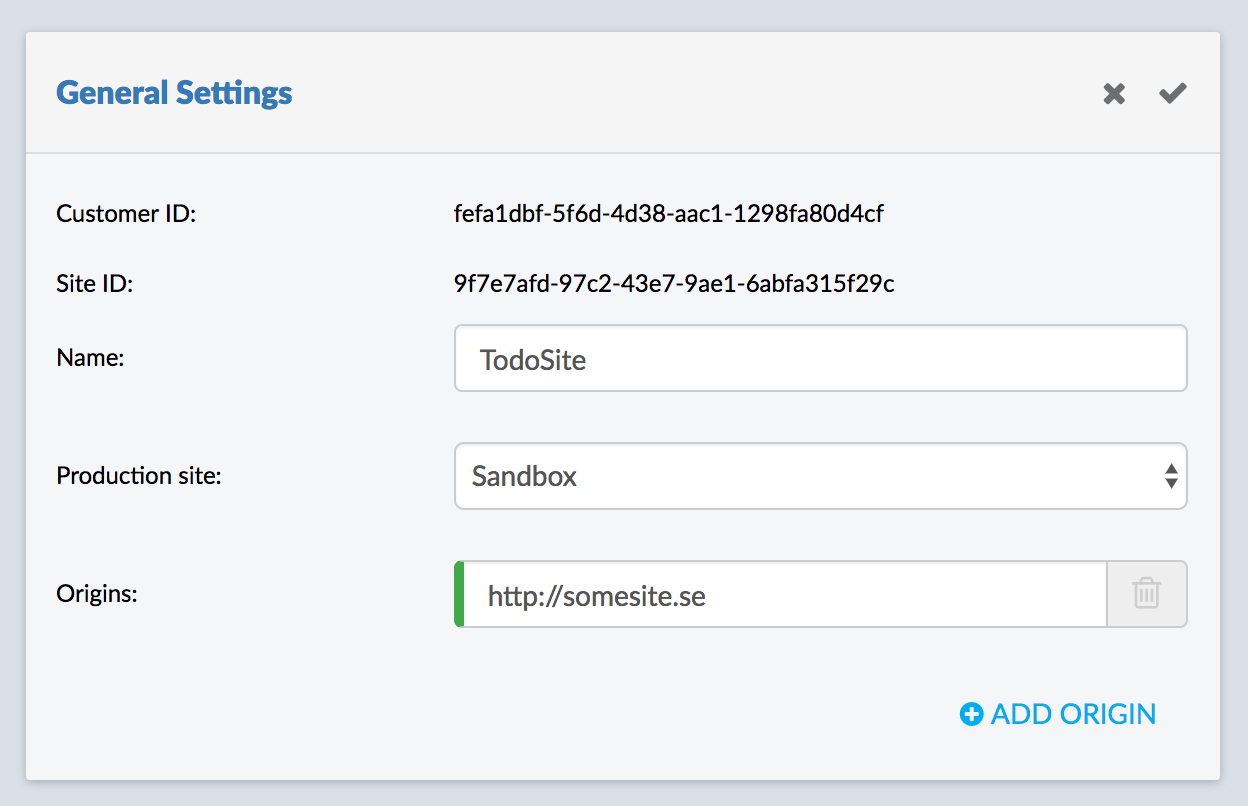 General Settings
Customer ID: fefa1dbf-5f6d-4d38-aac1-1298fa80d4cf
Site ID: 9f7e7afd-97c2-43e7-9ae1-6abfa315f29c
Name: TodoSite
Production site: Sandbox
Origins: http://somesite.se
ADD ORIGIN